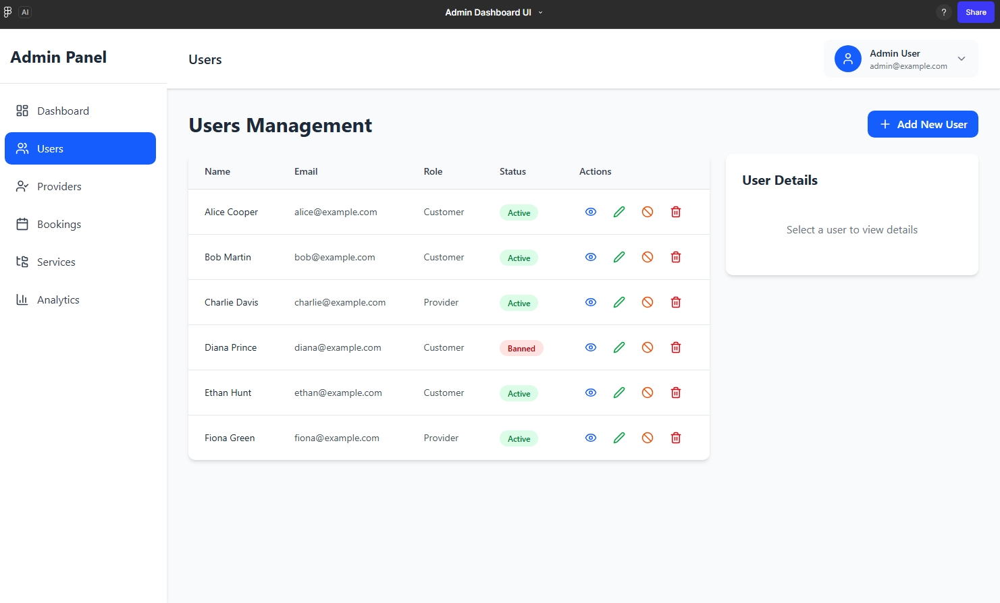 AI
Admin Dashboard UI
?
Share
Admin Panel
Users
Admin User
admin@example.com
Dashboard
Users
Providers
Bookings
Services
Analytics
Users Management
Add New User
Name Email Role Status Actions
Alice Cooper alice@example.com Customer Active
Bob Martin bob@example.com Customer Active
Charlie Davis charlie@example.com Provider Active
Diana Prince diana@example.com Customer Banned
Ethan Hunt ethan@example.com Customer Active
Fiona Green fiona@example.com Provider Active
User Details
Select a user to view details